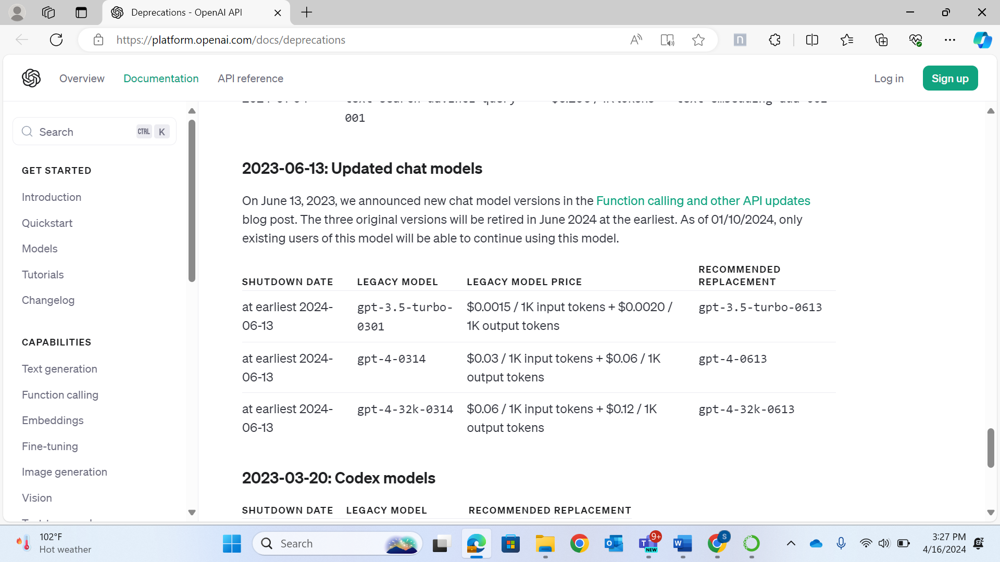 Deprecations - OpenAI API
https://platform.openai.com/docs/deprecations
Overview
Documentation
API reference
Log in
Sign up
Search
CTRL K
GET STARTED
Introduction
Quickstart
Models
Tutorials
Changelog
CAPABILITIES
Text generation
Function calling
Embeddings
Fine-tuning
Image generation
Vision
001
2023-06-13: Updated chat models
On June 13, 2023, we announced new chat model versions in the Function calling and other API updates
blog post. The three original versions will be retired in June 2024 at the earliest. As of 01/10/2024, only
existing users of this model will be able to continue using this model.
RECOMMENDED
SHUTDOWN DATE LEGACY MODEL LEGACY MODEL PRICE REPLACEMENT
at earliest 2024- gpt-3.5-turbo- $0.0015 / 1K input tokens + $0.0020 / gpt-3.5-turbo-0613
06-13 0301 1K output tokens
at earliest 2024- gpt-4-0314 $0.03 / 1K input tokens + $0.06 / 1K gpt-4-0613
06-13 output tokens
at earliest 2024- gpt-4-32k-0314 $0.06 / 1K input tokens + $0.12 / 1K gpt-4-32k-0613
06-13 output tokens
2023-03-20: Codex models
SHUTDOWN DATE LEGACY MODEL RECOMMENDED REPLACEMENT
102°F
Hot weather
Search
9+
NEW
S
3:27 PM
4/16/2024